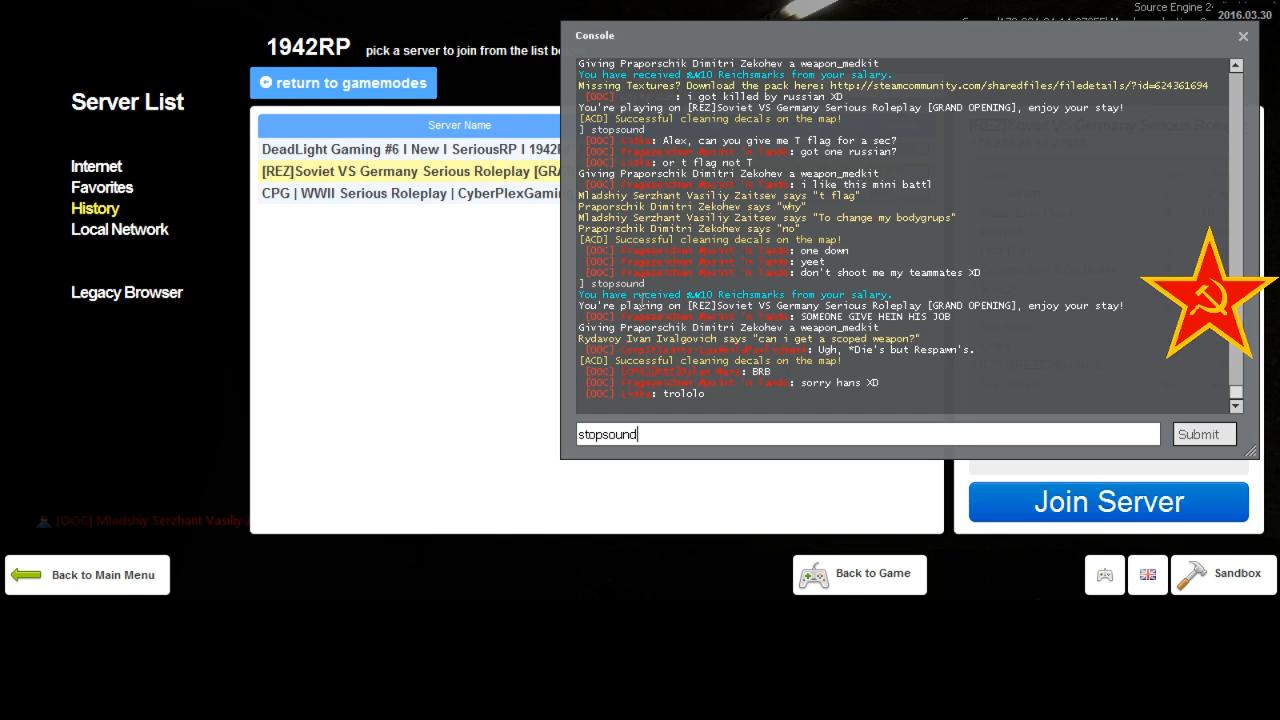 Source Engine 2
2016.03.30
1942RP pick a server to join from the list be
return to gamemodes
Server List
Internet
Favorites
History
Local Network
Legacy Browser
Server Name
DeadLight Gaming #6 I New I SeriousRP I 1942
[REZ]Soviet VS Germany Serious Roleplay [GRA
CPG | WWII Serious Roleplay | CyberPlexGamin
Console
Giving Praporschik Dimitri Zekohev a weapon_medkit
You have received 10 Reichsmarks from your salary.
Missing Textures? Download the pack here: http://steamcommunity.com/sharedfiles/filedetails/?id=624361694
[OOC] : i got killed by russian XD
You're playing on [REZ]Soviet VS Germany Serious Roleplay [GRAND OPENING], enjoy your stay!
[ACD] Successful cleaning decals on the map!
] stopsound
[OOC] : Alex, can you give me T flag for a sec?
[OOC] : got one russian?
[OOC] : or t flag not T
Giving Praporschik Dimitri Zekohev a weapon_medkit
[OOC] : i like this mini battl
Mladshiy Serzhant Vasiliy Zaitsev says "t flag"
Praporschik Dimitri Zekohev says "why"
Mladshiy Serzhant Vasiliy Zaitsev says "To change my bodygrups"
Praporschik Dimitri Zekohev says "no"
[ACD] Successful cleaning decals on the map!
[OOC] : one down
[OOC] : yeet
[OOC] : don't shoot me my teammates XD
] stopsound
You have received 10 Reichsmarks from your salary.
You're playing on [REZ]Soviet VS Germany Serious Roleplay [GRAND OPENING], enjoy your stay!
[OOC] : SOMEONE GIVE HEIN HIS JOB
Giving Praporschik Dimitri Zekohev a weapon_medkit
Rydavoy Ivan Ivalgovich says "can i get a scoped weapon?"
[OOC] : Ugh, *Die's but Respawn's.
[ACD] Successful cleaning decals on the map!
[OOC] : BRB
[OOC] : sorry hans XD
[OOC] : trololo
stopsound
Submit
Join Server
[OOC] Mladshiy Serzhant Vasiliy
Back to Main Menu
Back to Game
Sandbox